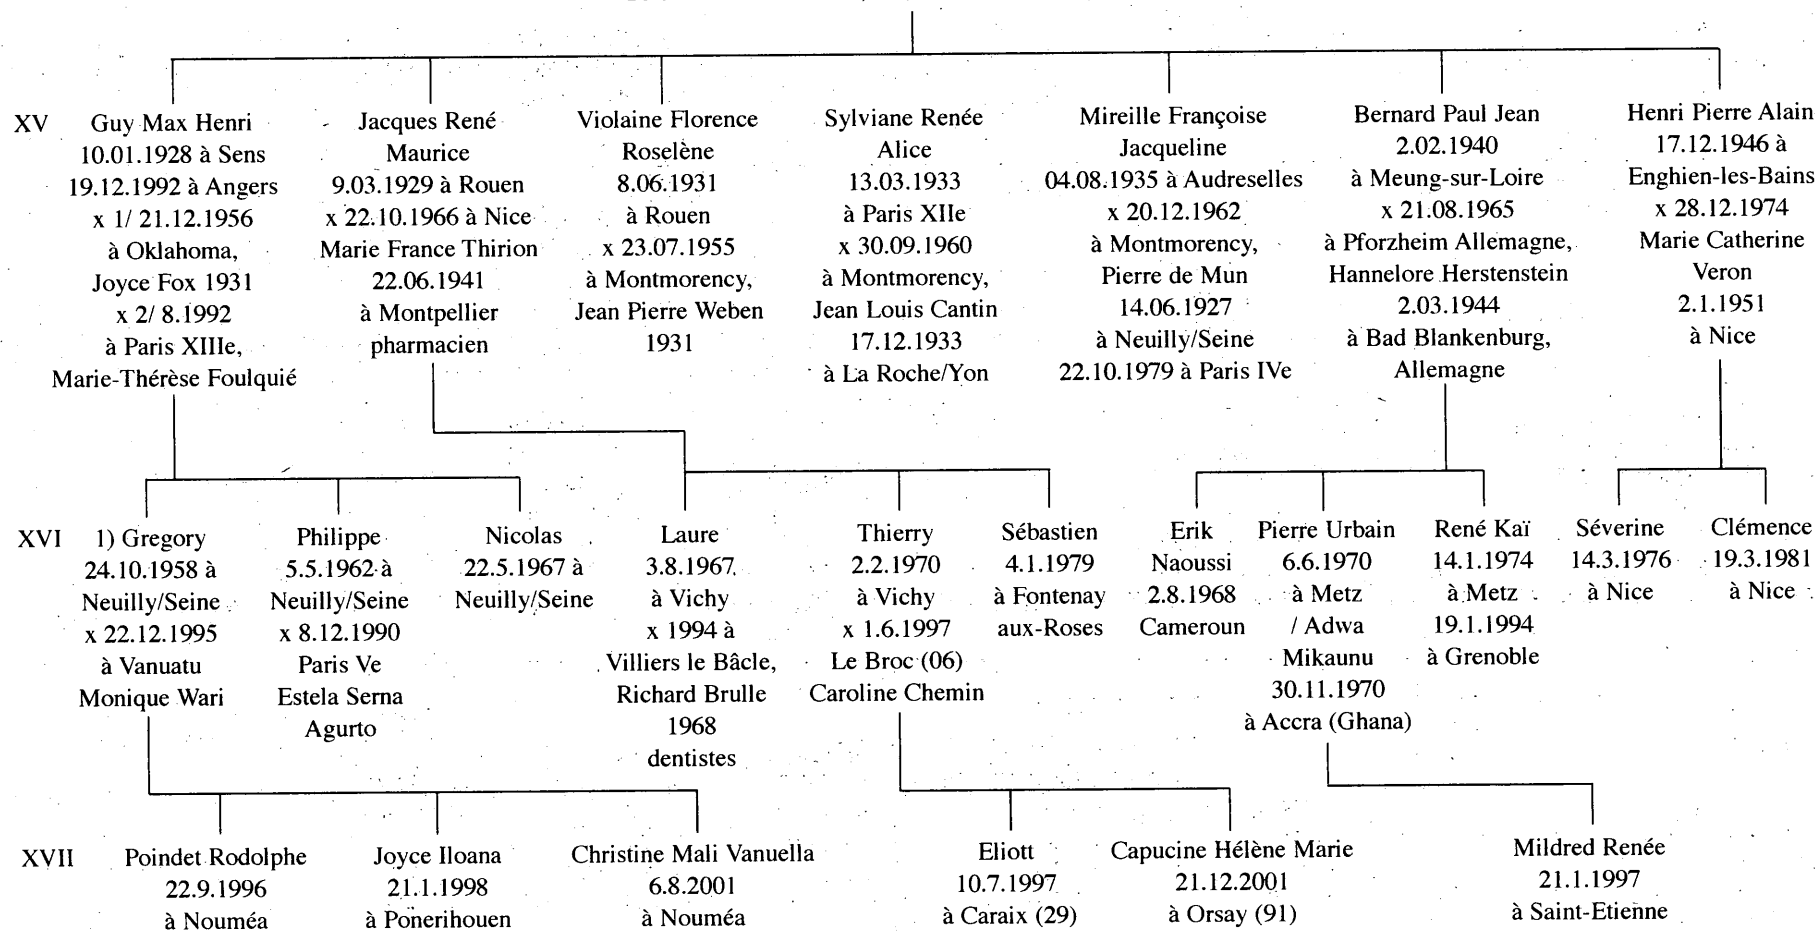 XV
Guy Max Henri
10.01.1928 à Sens
19.12.1992 à Angers
x 1/ 21.12.1956
à Oklahoma,
Joyce Fox 1931
x 2/ 8.1992
à Paris XIIIe,
Marie-Thérèse Foulquié
Jacques René
Maurice
9.03.1929 à Rouen
x 22.10.1966 à Nice
Marie France Thirion
22.06.1941
à Montpellier
pharmacien
Violaine Florence
Roselène
8.06.1931
à Rouen
x 23.07.1955
à Montmorency,
Jean Pierre Weben
1931
Sylviane Renée
Alice
13.03.1933
à Paris XIIe
x 30.09.1960
à Montmorency,
Jean Louis Cantin
17.12.1933
à La Roche/Yon
Mireille Françoise
Jacqueline
04.08.1935 à Audreselles
x 20.12.1962
à Montmorency,
Pierre de Mun
14.06.1927
à Neuilly/Seine
22.10.1979 à Paris IVe
Bernard Paul Jean
2.02.1940
à Meung-sur-Loire
x 21.08.1965
à Pforzheim Allemagne,
Hannelore Herstenstein
2.03.1944
à Bad Blankenburg,
Allemagne
Henri Pierre Alain
17.12.1946 à
Enghien-les-Bains
x 28.12.1974
Marie Catherine
Veron
2.1.1951
à Nice
XVI
1) Gregory
24.10.1958 à
Neuilly/Seine
x 22.12.1995
à Vanuatu
Monique Wari
Philippe
5.5.1962 à
Neuilly/Seine
x 8.12.1990
Paris Ve
Estela Serna
Agurto
Nicolas
22.5.1967 à
Neuilly/Seine
Laure
3.8.1967
à Vichy
x 1994 à
Villiers le Bâcle,
Richard Brulle
1968
dentistes
Thierry
2.2.1970
à Vichy
x 1.6.1997
Le Broc (06)
Caroline Chemin
Sébastien
4.1.1979
à Fontenay
aux-Roses
Erik
Naoussi
2.8.1968
Cameroun
Pierre Urbain
6.6.1970
à Metz
/ Adwa
Mikaunu
30.11.1970
à Accra (Ghana)
René Kaï
14.1.1974
à Metz
19.1.1994
à Grenoble
Séverine
14.3.1976
à Nice
Clémence
19.3.1981
à Nice
XVII
Poindet Rodolphe
22.9.1996
à Nouméa
Joyce Iloana
21.1.1998
à Ponerihouen
Christine Mali Vanuella
6.8.2001
à Nouméa
Eliott
10.7.1997
à Caraix (29)
Capucine Hélène Marie
21.12.2001
à Orsay (91)
Mildred Renée
21.1.1997
à Saint-Etienne